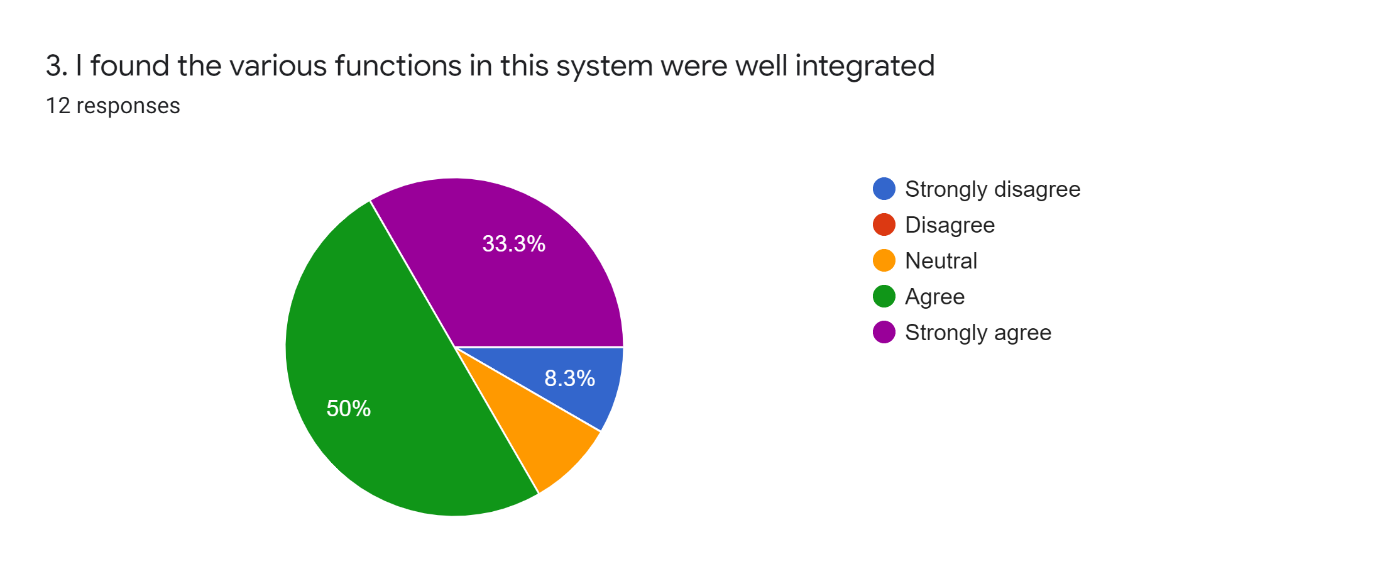 3. I found the various functions in this system were well integrated
12 responses
33.3%
8.3%
50%
Strongly disagree
Disagree
Neutral
Agree
Strongly agree